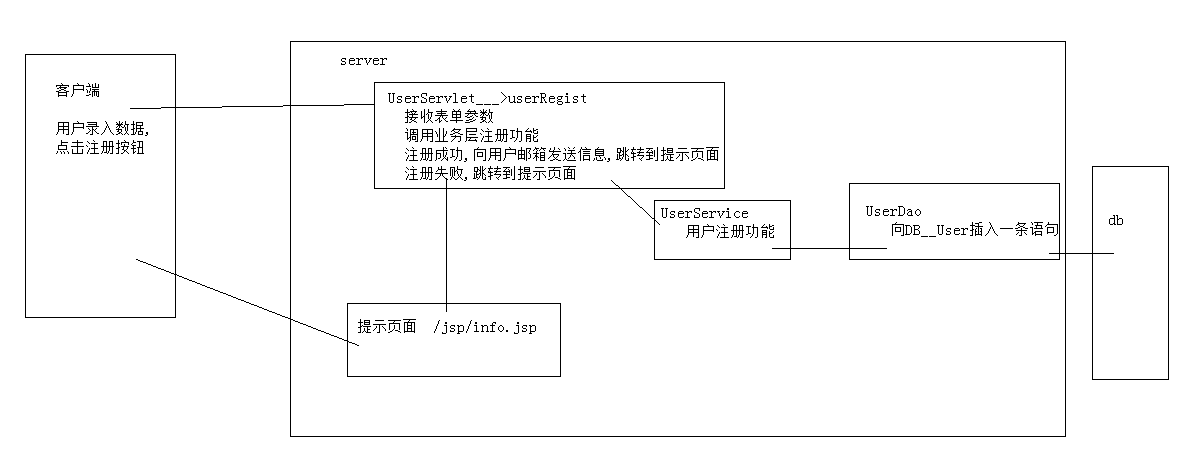 客户端
用户录入数据,
点击注册按钮
server
UserServlet___>userRegist
接收表单参数
调用业务层注册功能
注册成功,向用户邮箱发送信息,跳转到提示页面
注册失败,跳转到提示页面
UserService
用户注册功能
UserDao
向DB__User插入一条语句
db
提示页面 /jsp/info.jsp